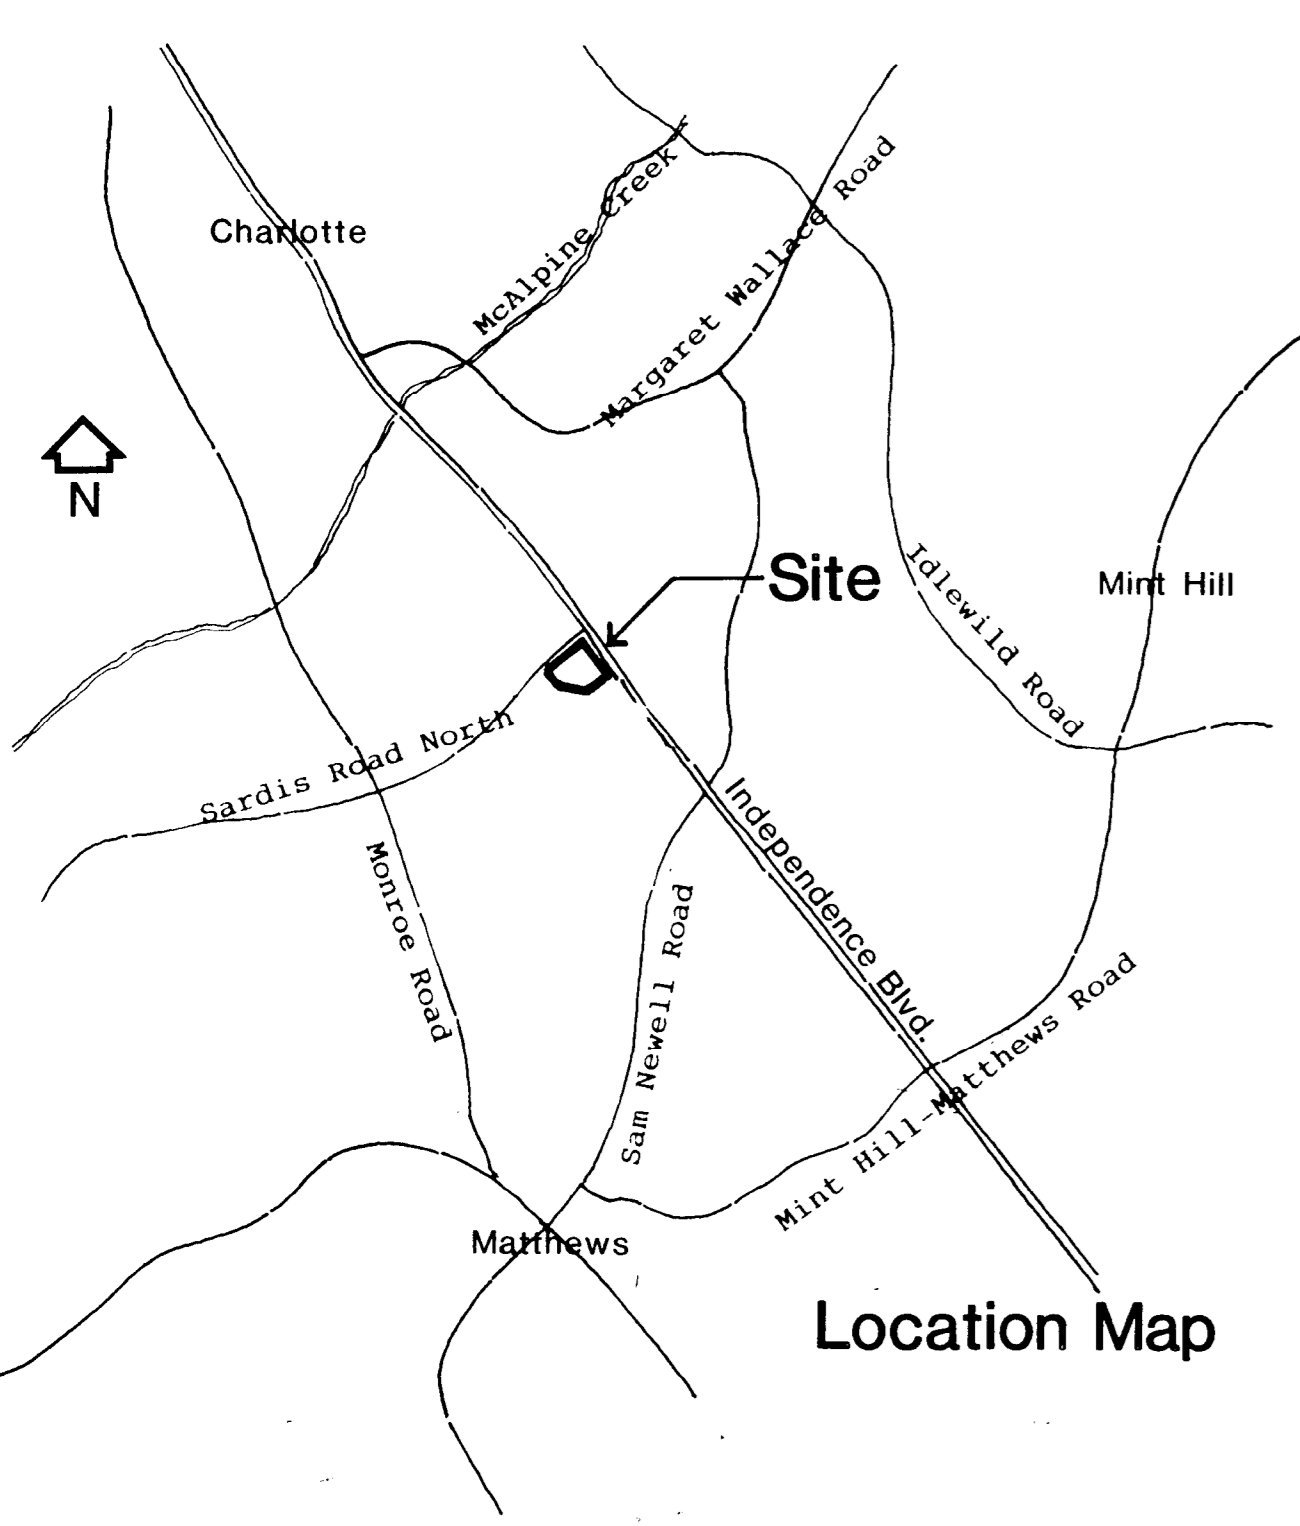 Charlotte
McAlpine Creek
Margaret Wallace Road
N
Site
Idlewild Road
Mint Hill
Sardis Road North
Independence Blvd.
Monroe Road
Sam Newell Road
Mint Hill-Matthews Road
Matthews
Location Map